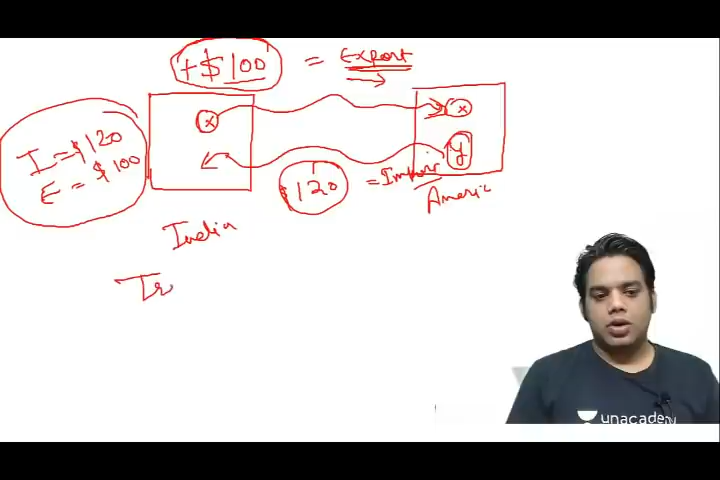 +$100 = Export
I = $120
E = $100
x
x
y
$120 = Import
Americ
India
Tr
unacademy